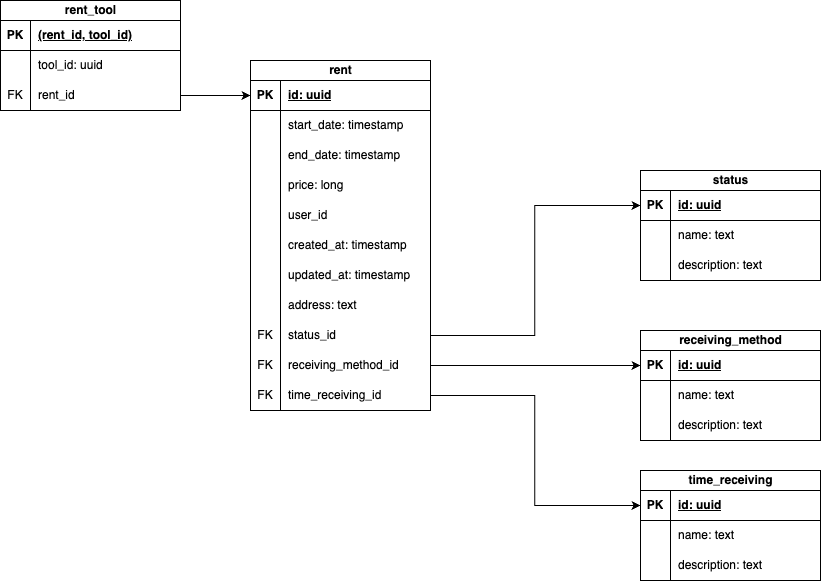 rent_tool
PK (rent_id, tool_id)
tool_id: uuid
FK rent_id
rent
PK id: uuid
start_date: timestamp
end_date: timestamp
price: long
user_id
created_at: timestamp
updated_at: timestamp
address: text
FK status_id
FK receiving_method_id
FK time_receiving_id
status
PK id: uuid
name: text
description: text
receiving_method
PK id: uuid
name: text
description: text
time_receiving
PK id: uuid
name: text
description: text